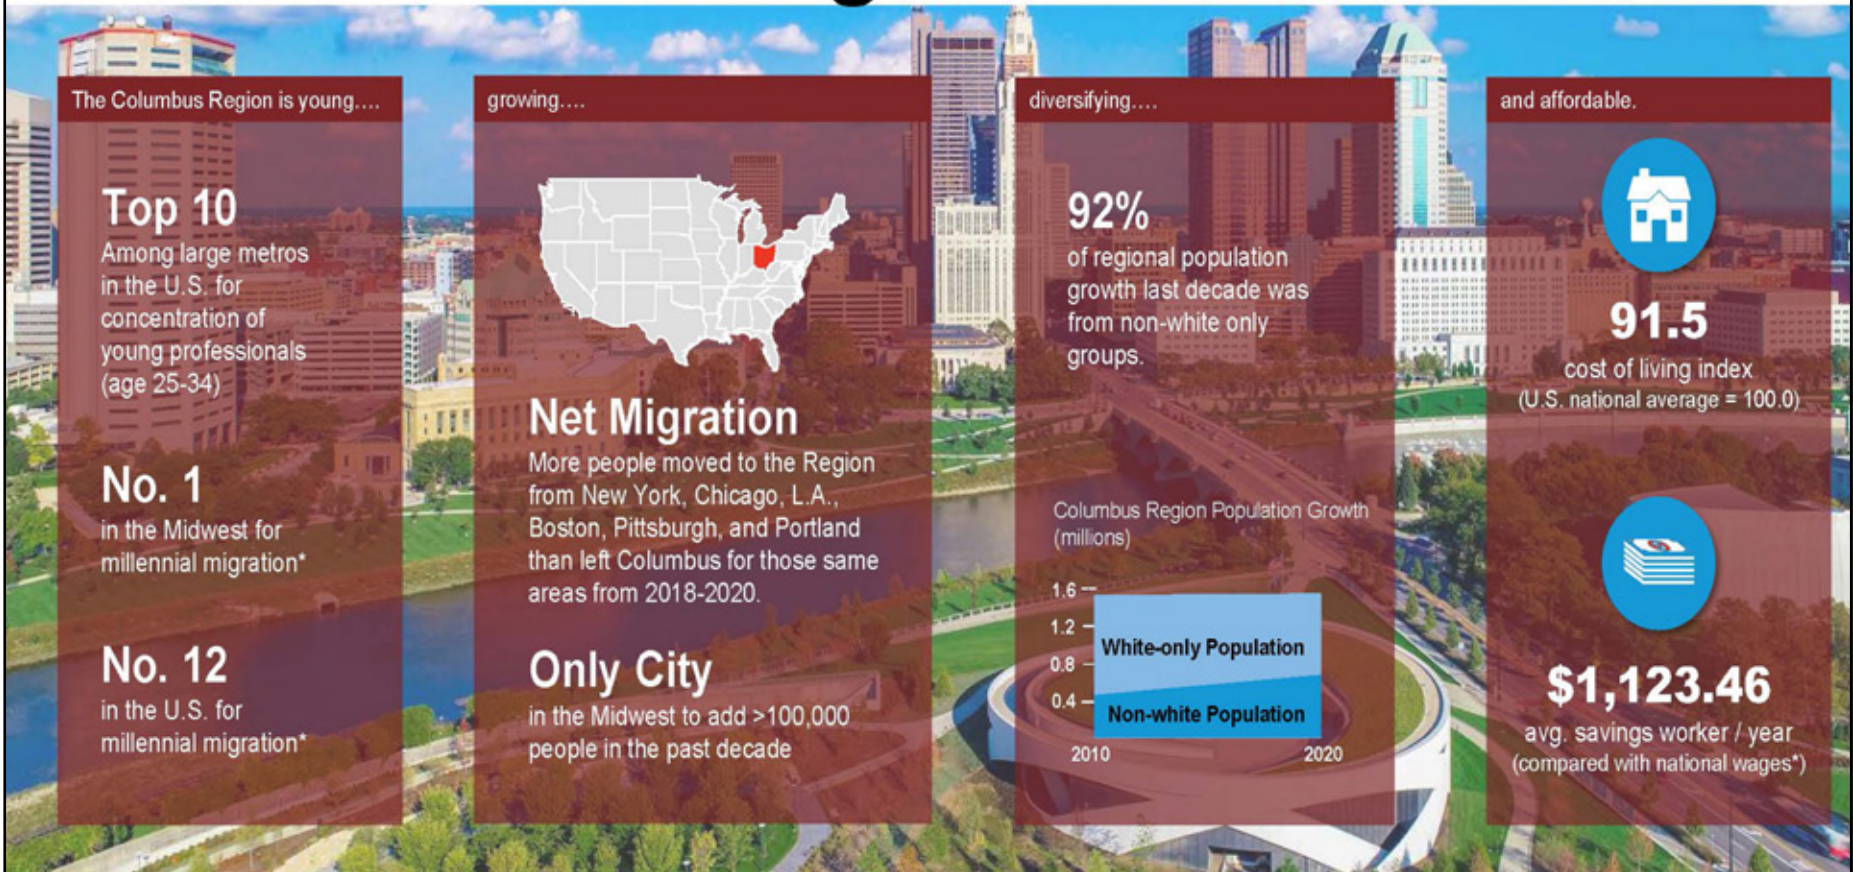 The Columbus Region is young....
Top 10
Among large metros
in the U.S. for
concentration of
young professionals
(age 25-34)
No. 1
in the Midwest for
millennial migration*
No. 12
in the U.S. for
millennial migration*
growing....
Net Migration
More people moved to the Region
from New York, Chicago, L.A.,
Boston, Pittsburgh, and Portland
than left Columbus for those same
areas from 2018-2020.
Only City
in the Midwest to add >100,000
people in the past decade
diversifying....
92%
of regional population
growth last decade was
from non-white only
groups.
Columbus Region Population Growth
(millions)
1.6
1.2
0.8
0.4
White-only Population
Non-white Population
2010
2020
and affordable.
91.5
cost of living index
(U.S. national average = 100.0)
$1,123.46
avg. savings worker / year
(compared with national wages*)